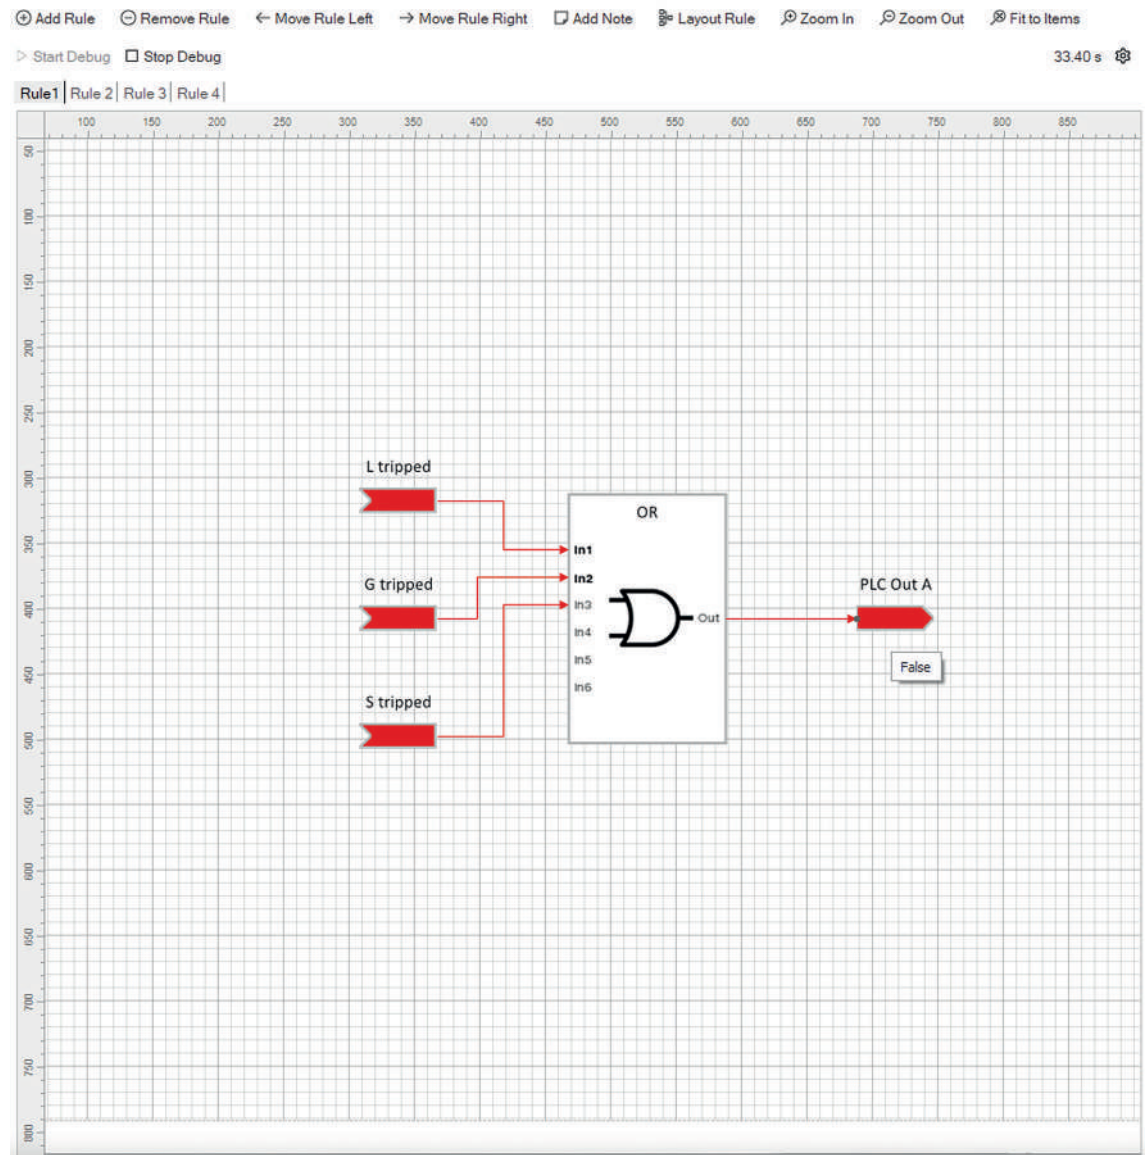 Add Rule Remove Rule Move Rule Left Move Rule Right Add Note Layout Rule Zoom In Zoom Out Fit to Items
Start Debug Stop Debug 33.40 s
Rule1 Rule 2 Rule 3 Rule 4
100 150 200 250 300 350 400 450 500 550 600 650 700 750 800 850
50
100
150
200
250
300
350
400
450
500
550
600
650
700
750
800
L tripped
OR
In1
G tripped
In2
PLC Out A
In3
Out
In4
In5
False
In6
S tripped